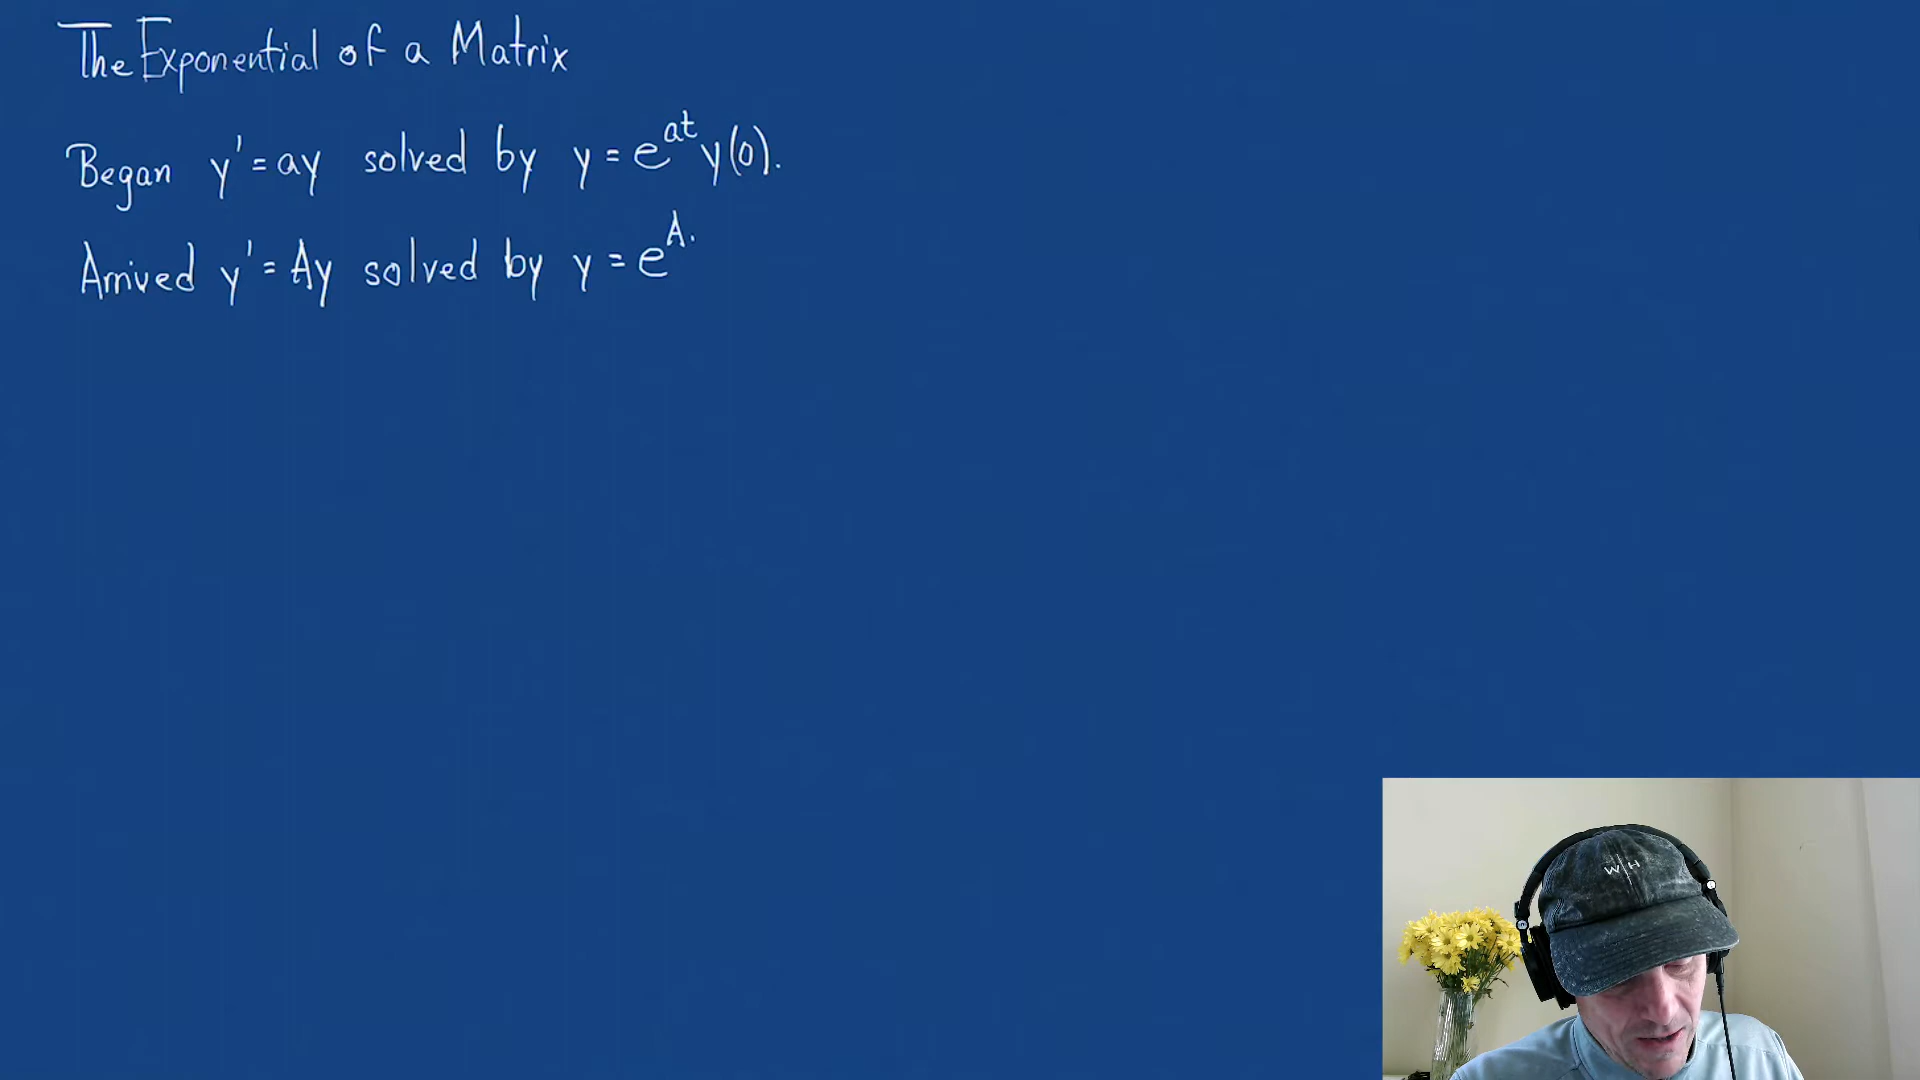 The Exponential of a Matrix
Began y' = ay solved by y = e^{at} y(0).
Arrived y' = Ay solved by y = e^{A.}
W H